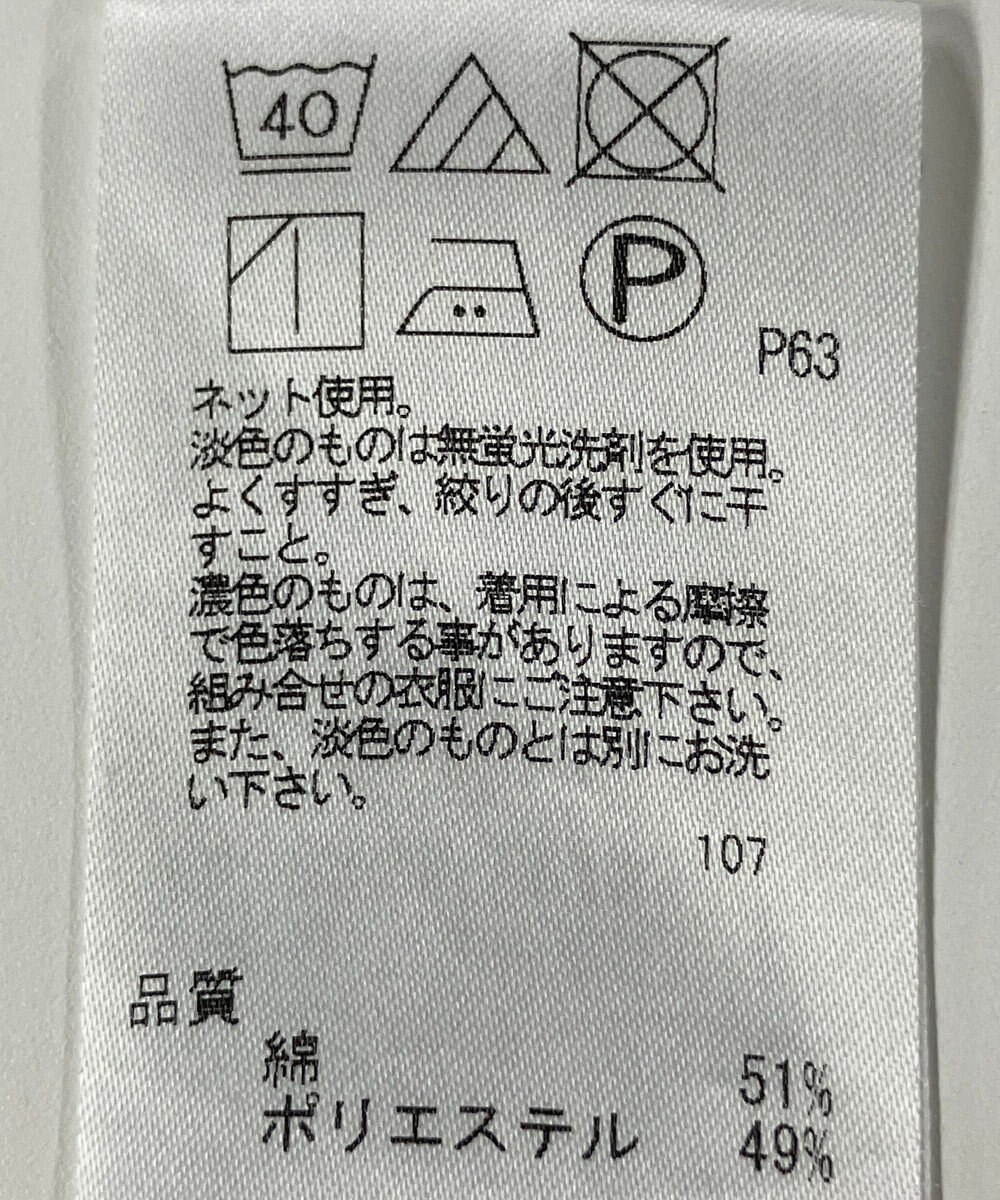 40
P
P63
ネット使用。
淡色のものは無蛍光洗剤を使用。
よくすすぎ、絞りの後すぐに干
すこと。
濃色のものは、着用による摩擦
で色落ちする事がありますので、
組み合せの衣服にご注意下さい。
また、淡色のものとは別にお洗
い下さい。
107
品質
綿 51%
ポリエステル 49%